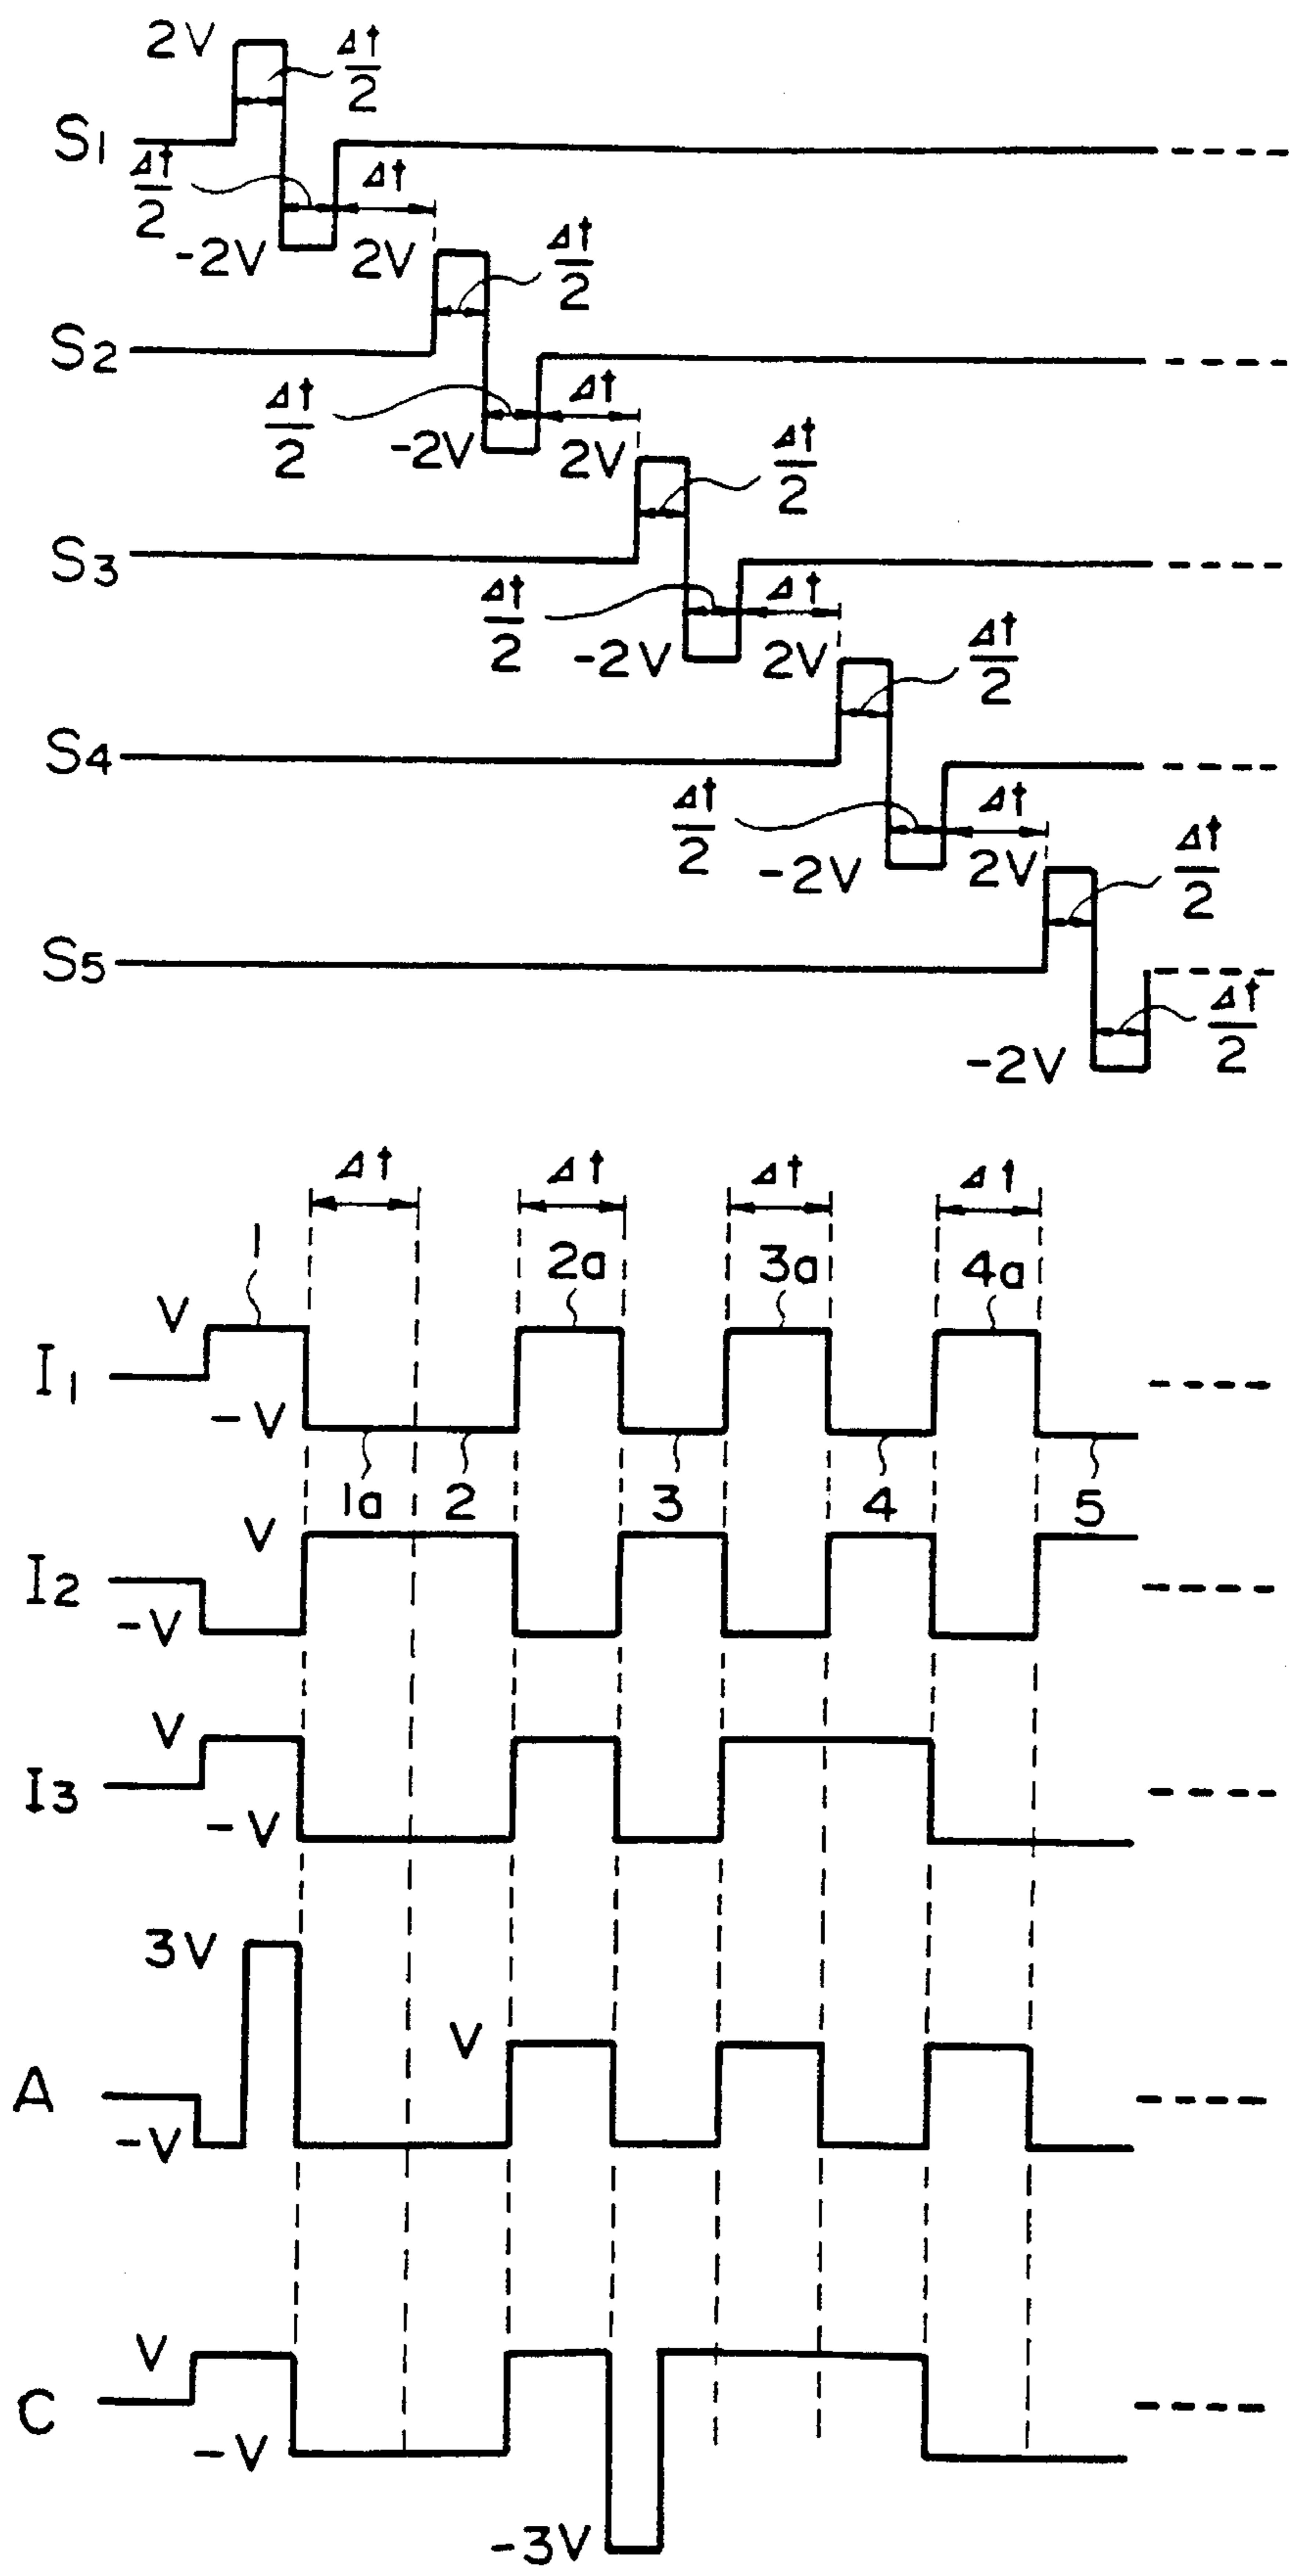 2V
Δt/2
S1
Δt/2
Δt
-2V
2V
Δt/2
S2
Δt/2
Δt
-2V
2V
Δt/2
S3
Δt/2
Δt
-2V
2V
Δt/2
S4
Δt/2
Δt
-2V
2V
Δt/2
S5
Δt/2
-2V
Δt Δt Δt Δt
1 2a 3a 4a
V
I1
-V
1a 2 3 4 5
V
I2
-V
V
I3
-V
3V
V
A
-V
V
C
-V
-3V